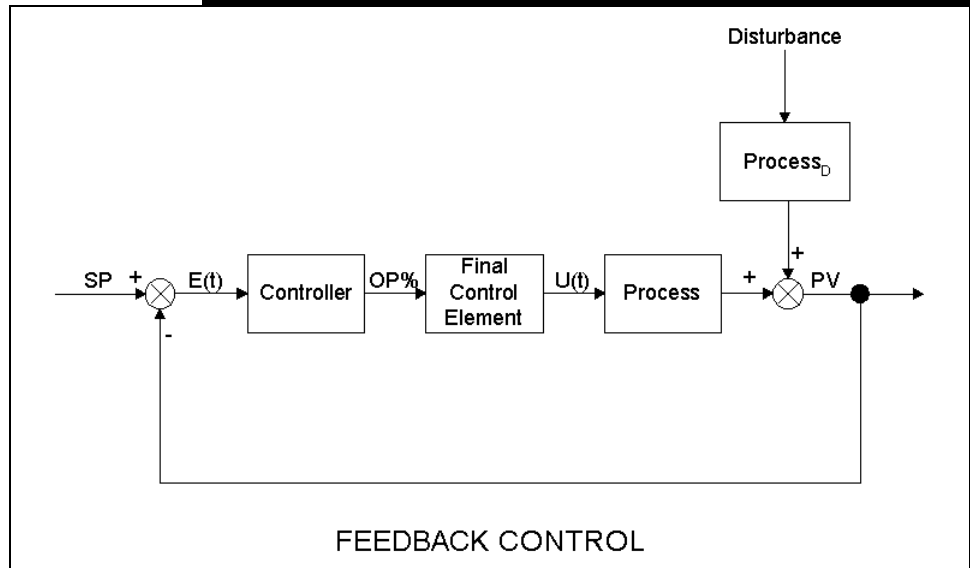 Disturbance
Process_D
+
SP + E(t) Controller OP% Final Control Element U(t) Process + PV
-
FEEDBACK CONTROL